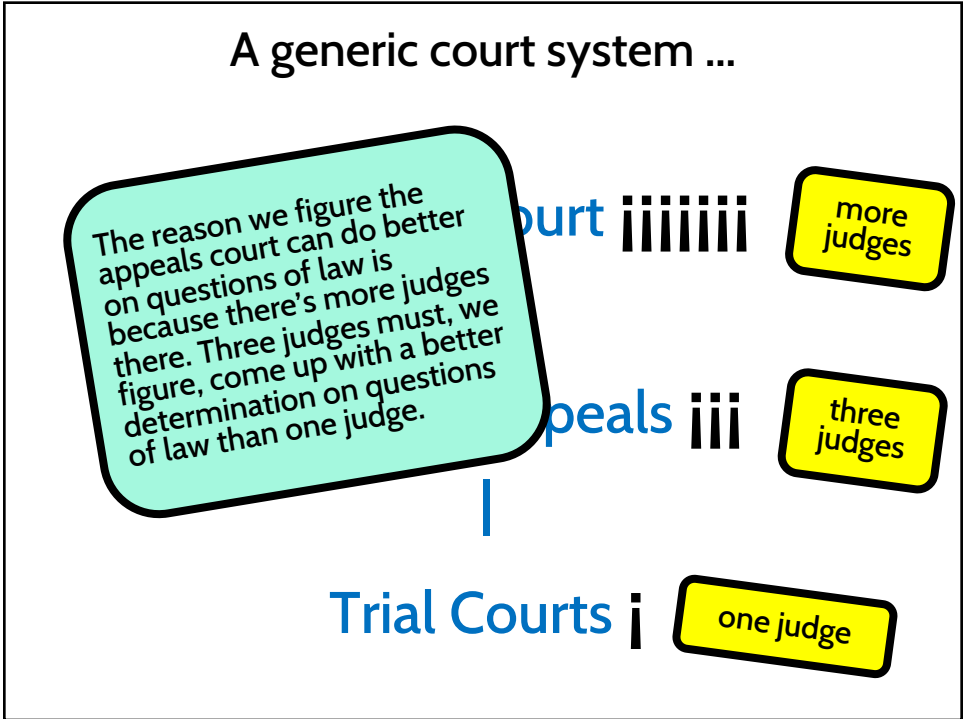 A generic court system ...
The reason we figure the
appeals court can do better
on questions of law is
because there’s more judges
there. Three judges must, we
figure, come up with a better
determination on questions
of law than one judge.
ourt ¡¡¡¡¡¡¡
more
judges
peals ¡¡¡
three
judges
Trial Courts ¡
one judge